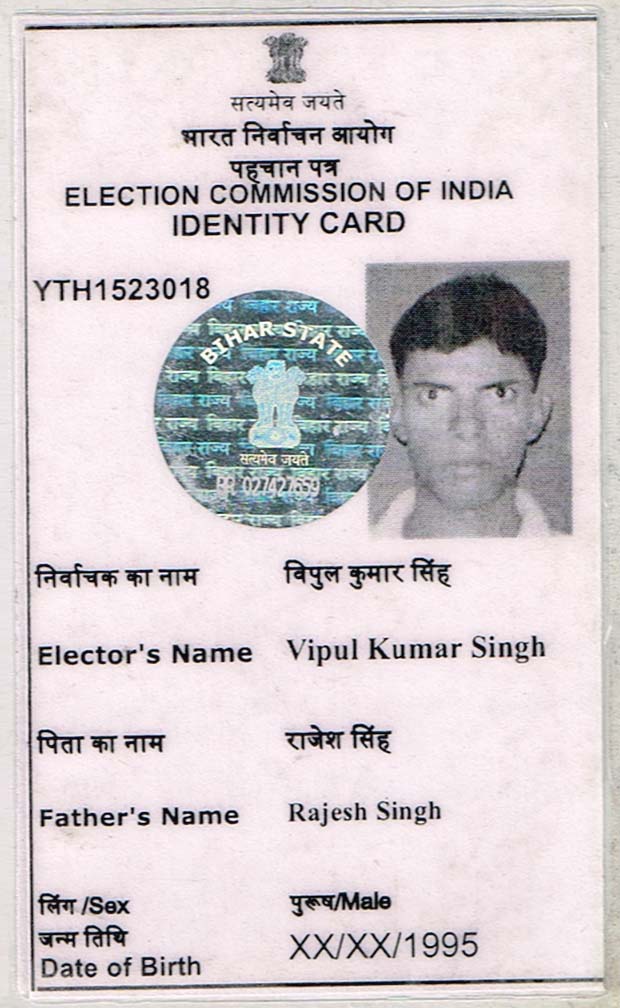 सत्यमेव जयते
भारत निर्वाचन आयोग
पहचान पत्र
ELECTION COMMISSION OF INDIA
IDENTITY CARD
YTH1523018
BIHAR STATE
सत्यमेव जयते
BR 027427659
निर्वाचक का नाम विपुल कुमार सिंह
Elector's Name Vipul Kumar Singh
पिता का नाम राजेश सिंह
Father's Name Rajesh Singh
लिंग /Sex पुरूष/Male
जन्म तिथि
Date of Birth XX/XX/1995